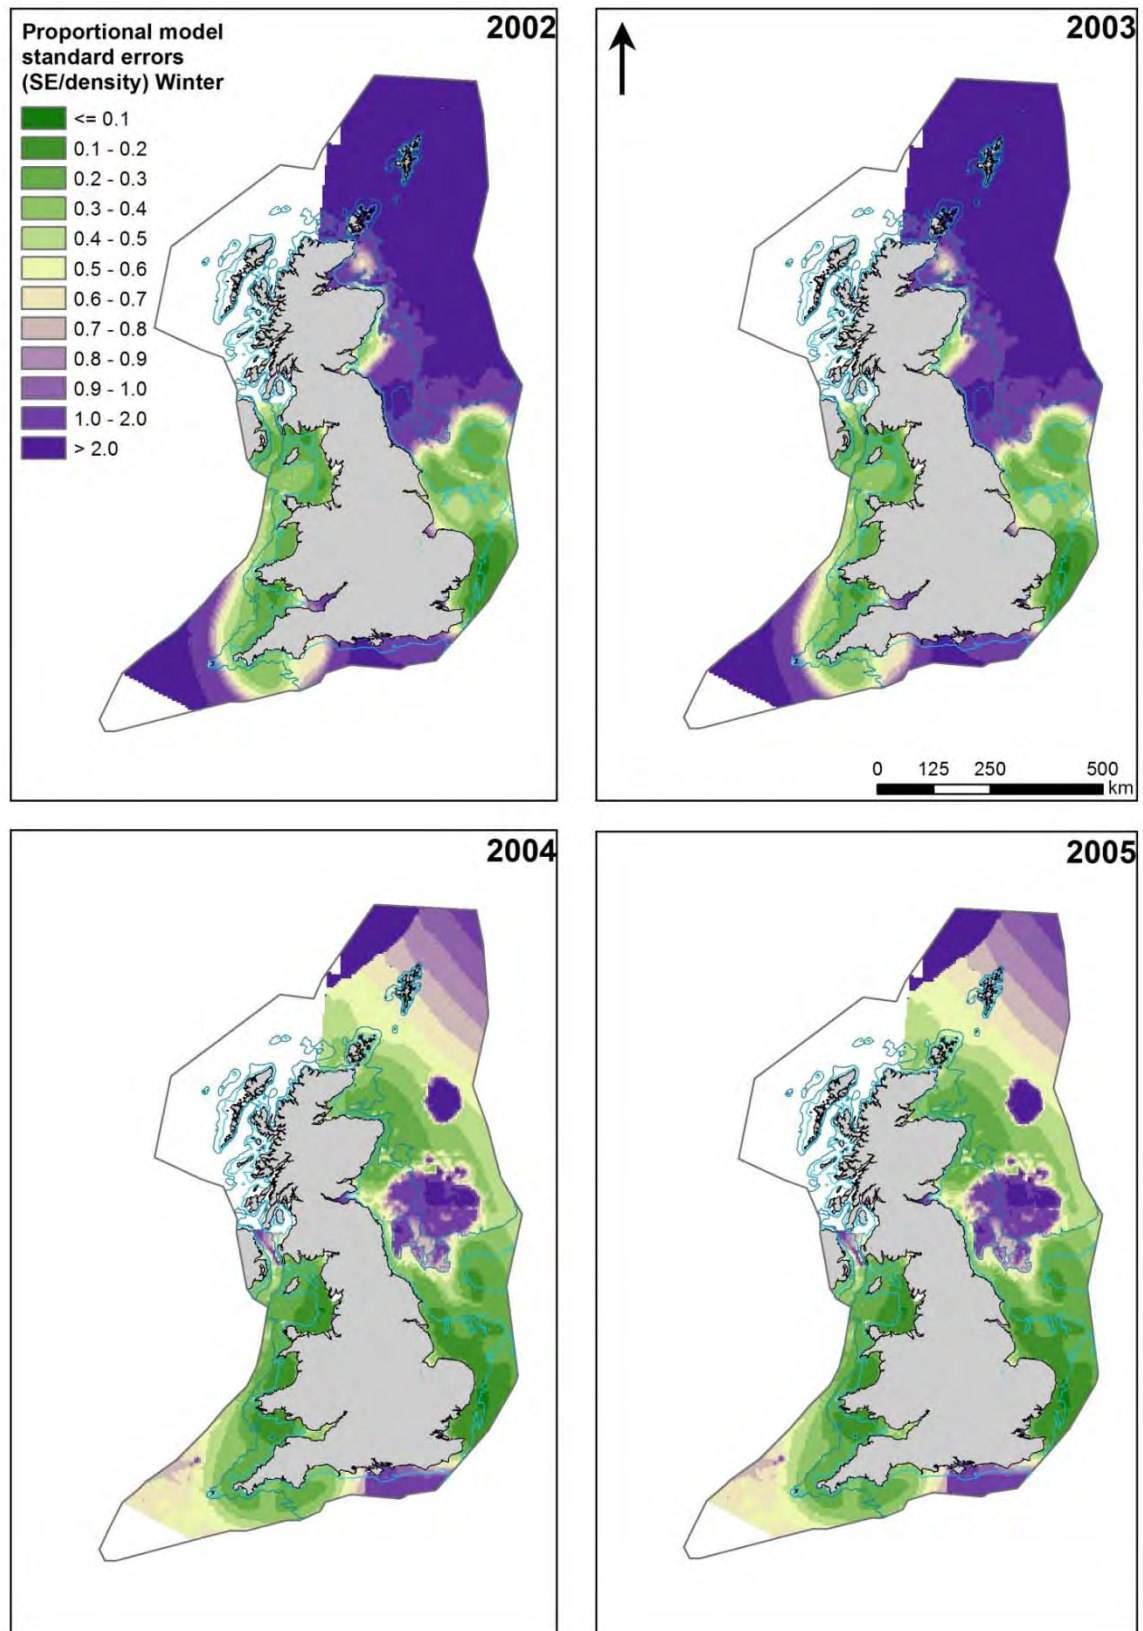 Proportional model
standard errors
(SE/density) Winter
<= 0.1
0.1 - 0.2
0.2 - 0.3
0.3 - 0.4
0.4 - 0.5
0.5 - 0.6
0.6 - 0.7
0.7 - 0.8
0.8 - 0.9
0.9 - 1.0
1.0 - 2.0
> 2.0
2002
2003
0 125 250 500
km
2004
2005